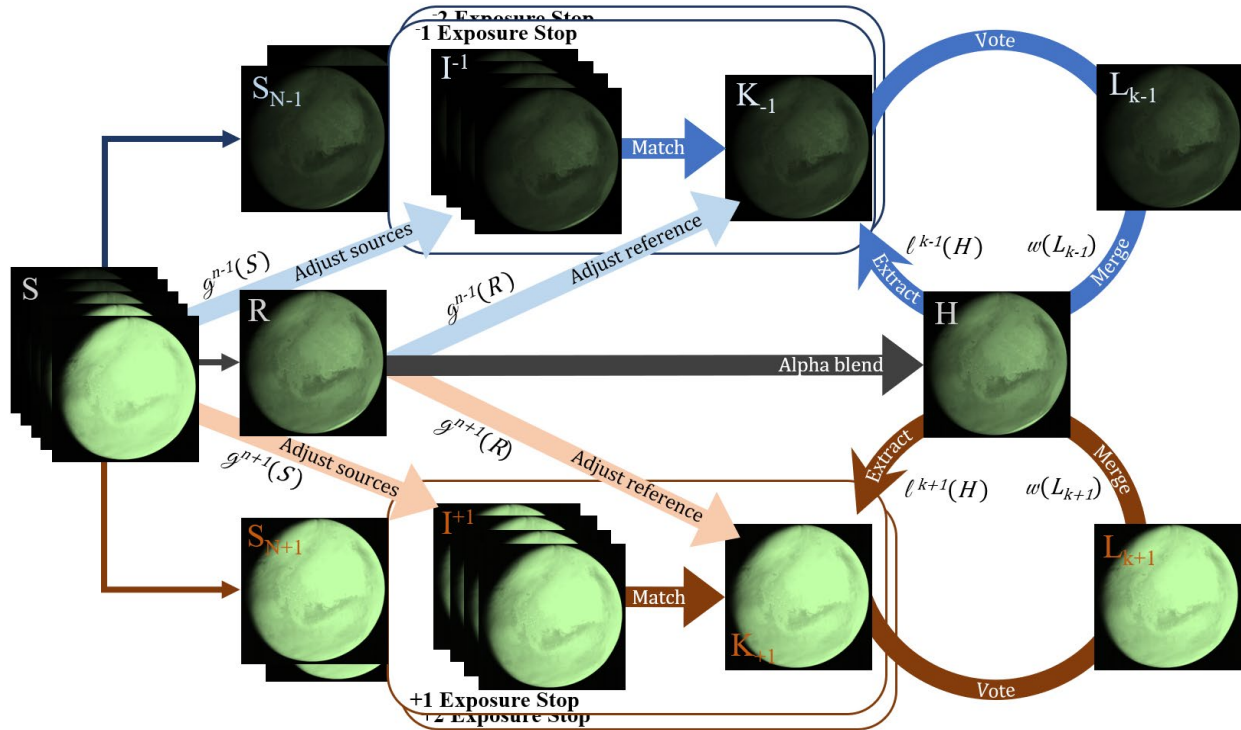 -2 Exposure Stop
-1 Exposure Stop
S_{N-1}
I^{-1}
K_{-1}
Vote
L_{k-1}
Match
Adjust sources
g^{n-1}(S)
Adjust reference
g^{n-1}(R)
ℓ^{k-1}(H)
w(L_{k-1})
Extract
Merge
S
R
H
Alpha blend
Adjust sources
g^{n+1}(S)
g^{n+1}(R)
Adjust reference
Extract
Merge
ℓ^{k+1}(H)
w(L_{k+1})
S_{N+1}
I^{+1}
L_{k+1}
Match
K_{+1}
Vote
+1 Exposure Stop
+2 Exposure Stop